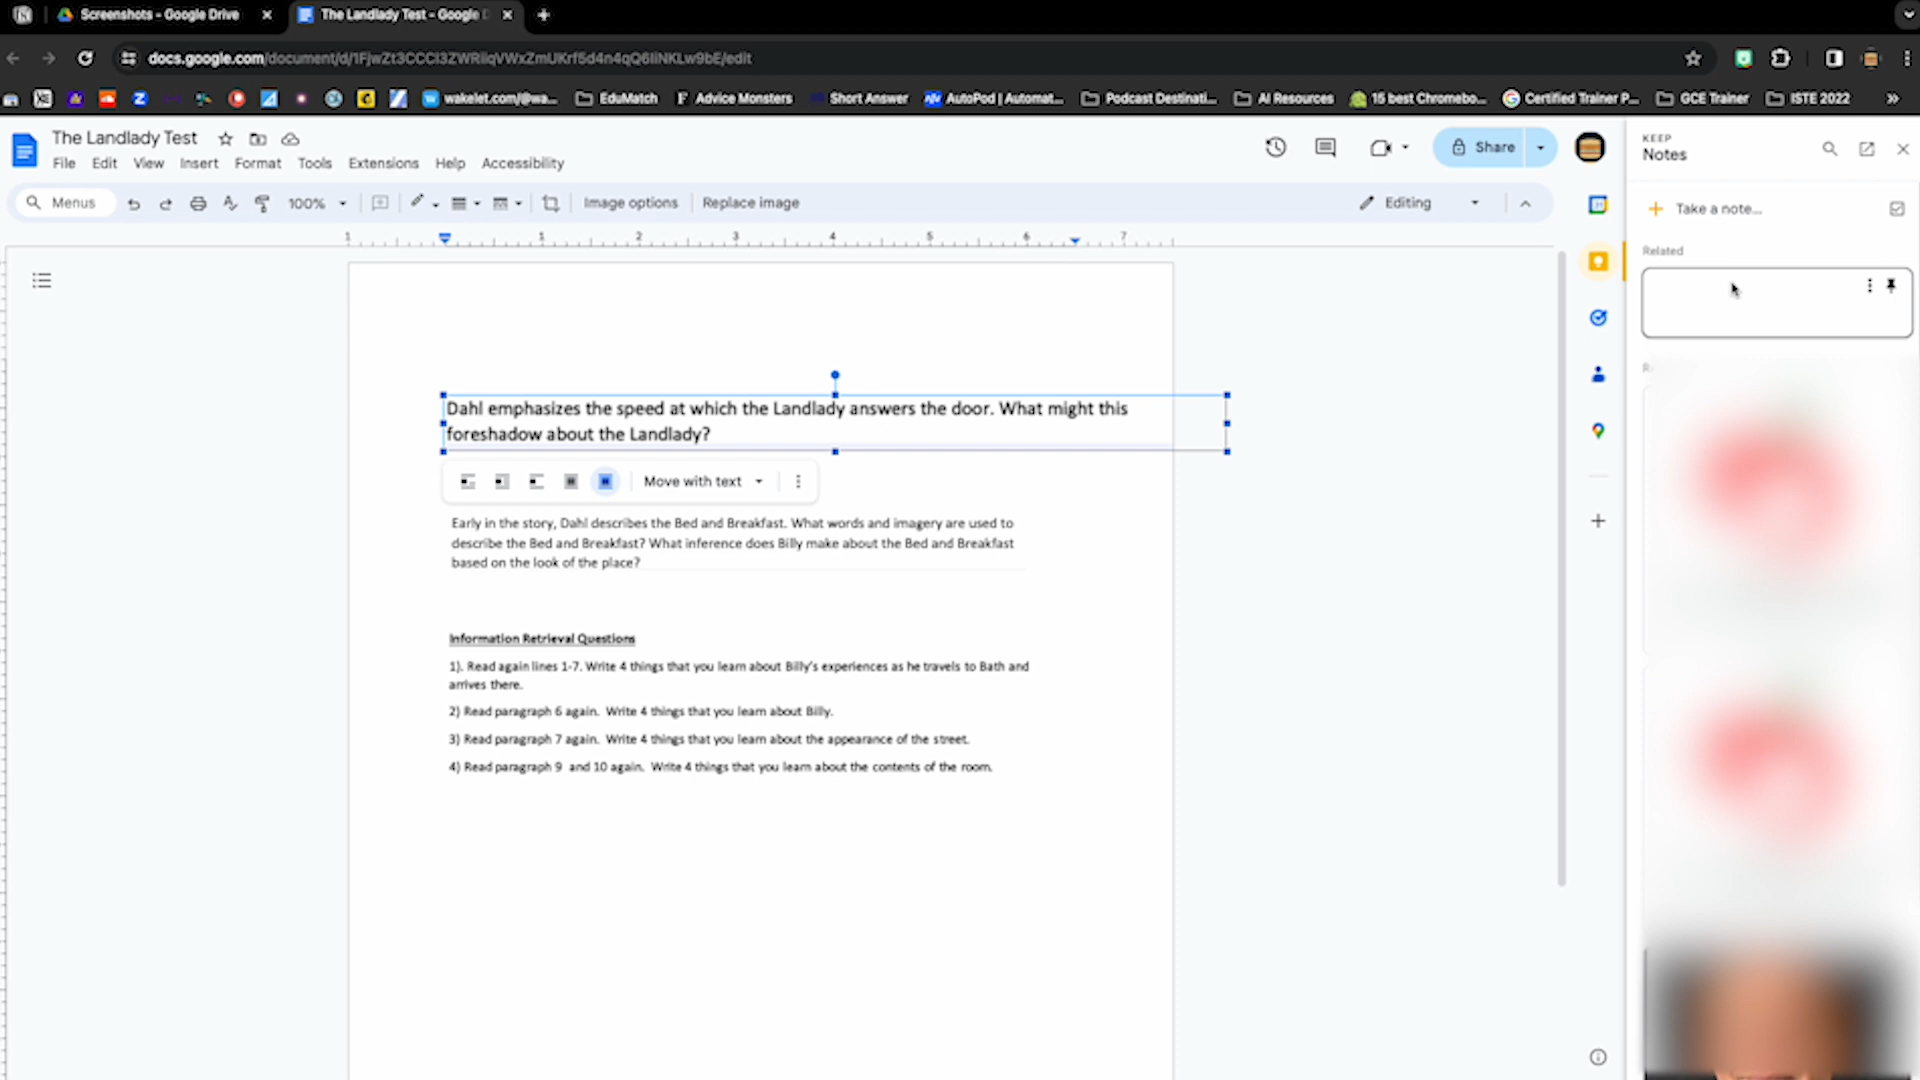 Screenshots - Google Drive
The Landlady Test - Google D
docs.google.com/document/d/1FjwZt3CCCI3ZWRiiqVWxZmUKrf5d4n4qQ6IiNKLw9bE/edit
wakelet.com/@wa...
EduMatch
Advice Monsters
Short Answer
AutoPod | Automat...
Podcast Destinati...
AI Resources
15 best Chromebo...
Certified Trainer P...
GCE Trainer
ISTE 2022
The Landlady Test
File Edit View Insert Format Tools Extensions Help Accessibility
Share
Menus
100%
Image options
Replace image
Editing
1 1 2 3 4 5 6 7
Dahl emphasizes the speed at which the Landlady answers the door. What might this
foreshadow about the Landlady?
Move with text
Early in the story, Dahl describes the Bed and Breakfast. What words and imagery are used to
describe the Bed and Breakfast? What inference does Billy make about the Bed and Breakfast
based on the look of the place?
Information Retrieval Questions
1). Read again lines 1-7. Write 4 things that you learn about Billy's experiences as he travels to Bath and
arrives there.
2) Read paragraph 6 again. Write 4 things that you learn about Billy.
3) Read paragraph 7 again. Write 4 things that you learn about the appearance of the street.
4) Read paragraph 9 and 10 again. Write 4 things that you learn about the contents of the room.
KEEP
Notes
Take a note...
Related